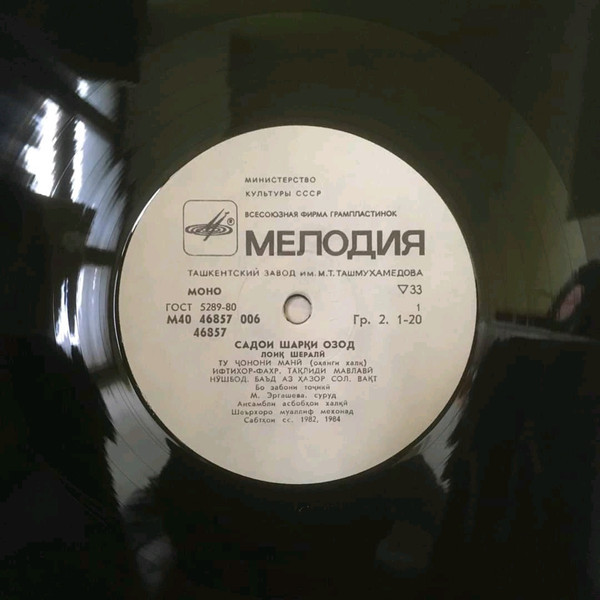 МИНИСТЕРСТВО
КУЛЬТУРЫ СССР
ВСЕСОЮЗНАЯ ФИРМА ГРАМПЛАСТИНОК
МЕЛОДИЯ
ТАШКЕНТСКИЙ ЗАВОД ИМ. М.Т. ТАШМУХАМЕДОВА
МОНО ▽33
ГОСТ 5289-80 1
М40 46857 006 Гр. 2. 1-20
46857
САДОИ ШАРҚИ ОЗОД
ЛОИҚ ШЕРАЛӢ
ТУ ҶОНОНИ МАНӢ (оҳанги халқ)
ИФТИХОР-ФАХР. ТАҚЛИДИ МАВЛАВӢ
НӮШБОД. БАЪД АЗ ҲАЗОР СОЛ. ВАҚТ
Бо забони тоҷикӣ
М. Эргашева, суруд
Ансамбли асбобҳои халқӣ
Шеърҳоро муаллиф мехонад
Сабтҳои сс. 1982, 1984